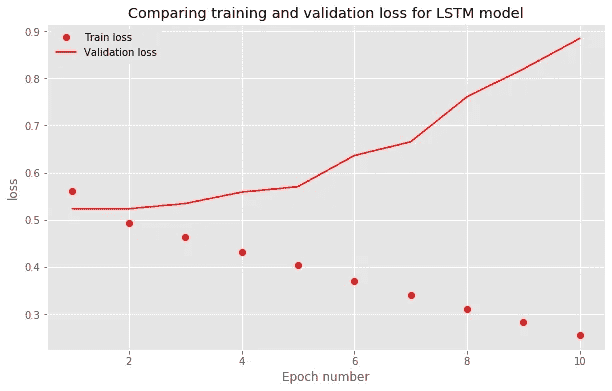 Comparing training and validation loss for LSTM model
Train loss
Validation loss
0.9
0.8
0.7
0.6
0.5
0.4
0.3
loss
2
4
6
8
10
Epoch number